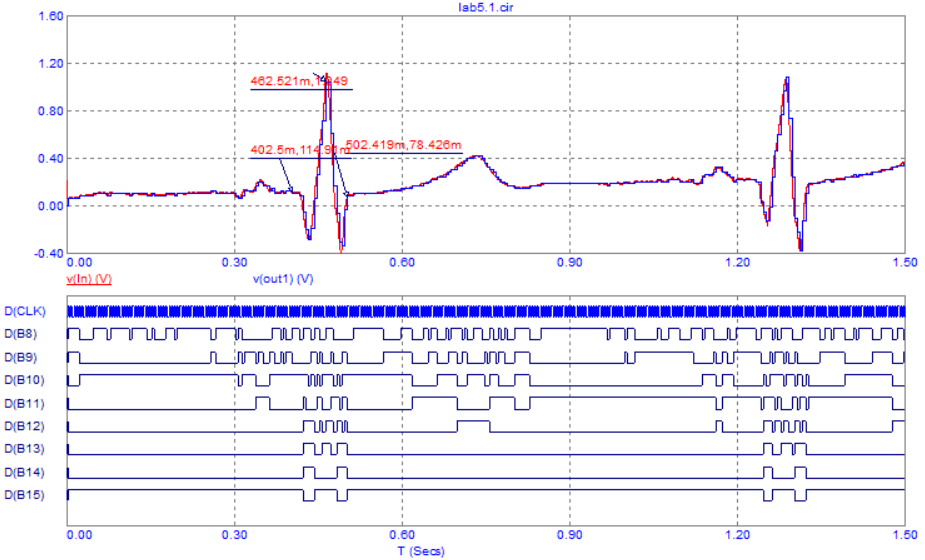 lab5.1.cir
1.60
1.20
462.521m,1.049
0.80
402.5m,114.91m
502.419m,78.426m
0.40
0.00
-0.40
0.00 0.30 0.60 0.90 1.20 1.50
v(In) (V) v(out1) (V)
D(CLK)
D(B8)
D(B9)
D(B10)
D(B11)
D(B12)
D(B13)
D(B14)
D(B15)
0.00 0.30 0.60 0.90 1.20 1.50
T (Secs)